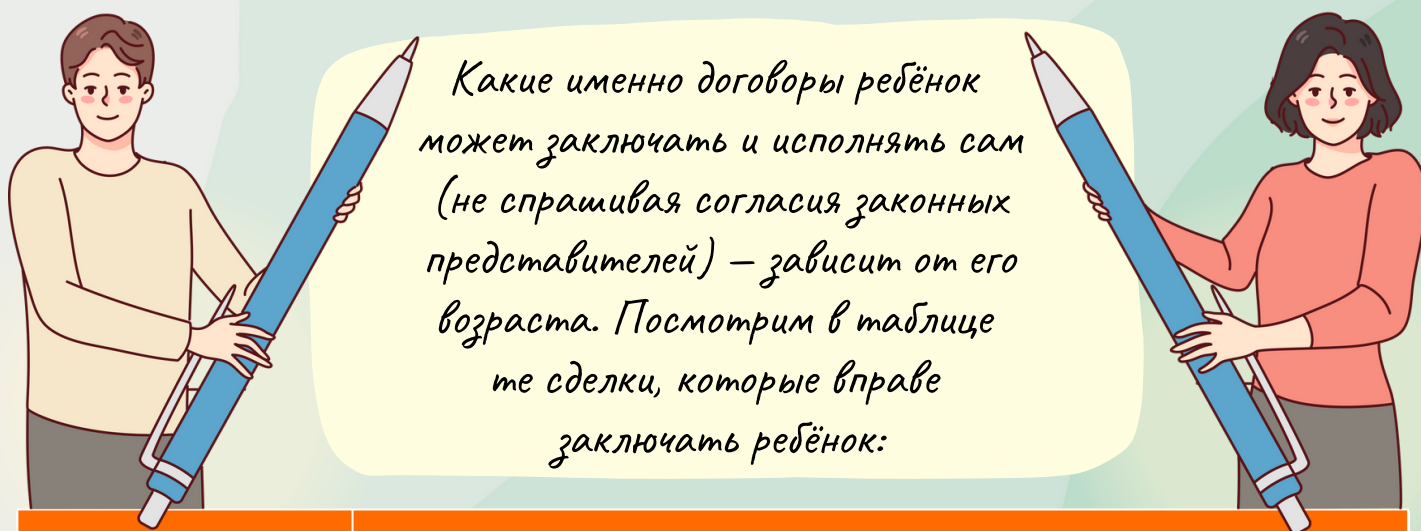 Какие именно договоры ребёнок
может заключать и исполнять сам
(не спрашивая согласия законных
представителей) – зависит от его
возраста. Посмотрим в таблице
те сделки, которые вправе
заключать ребёнок: